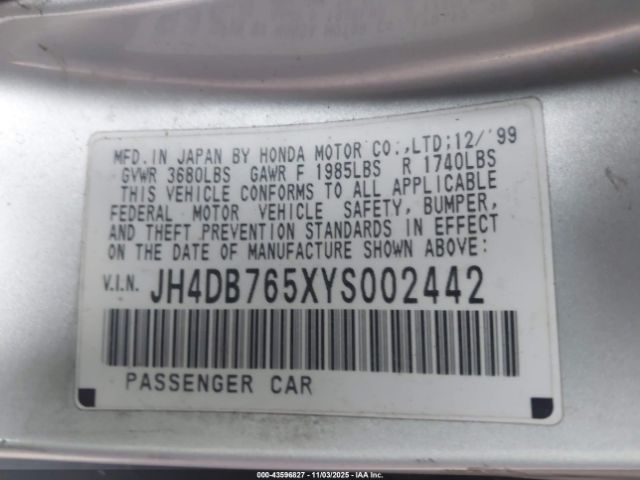 MFD.IN JAPAN BY HONDA MOTOR CO.,LTD;12/'99
GVWR 3680LBS GAWR F 1985LBS R 1740LBS
THIS VEHICLE CONFORMS TO ALL APPLICABLE
FEDERAL MOTOR VEHICLE SAFETY, BUMPER,
AND THEFT PREVENTION STANDARDS IN EFFECT
ON THE DATE OF MANUFACTURE SHOWN ABOVE:
V.I.N. JH4DB765XYS002442
PASSENGER CAR
000-43596827 - 11/03/2025 - IAAI.COM